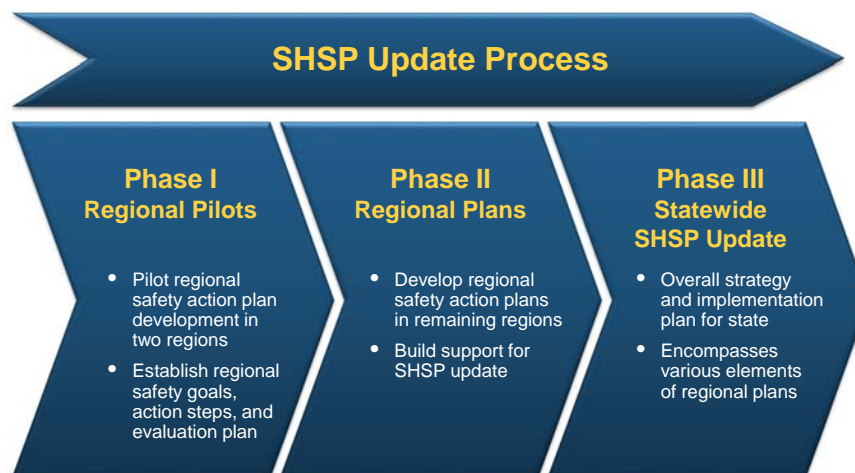 SHSP Update Process
Phase I
Regional Pilots
• Pilot regional
safety action plan
development in
two regions
• Establish regional
safety goals,
action steps, and
evaluation plan
Phase II
Regional Plans
• Develop regional
safety action plans
in remaining regions
• Build support for
SHSP update
Phase III
Statewide
SHSP Update
• Overall strategy
and implementation
plan for state
• Encompasses
various elements
of regional plans